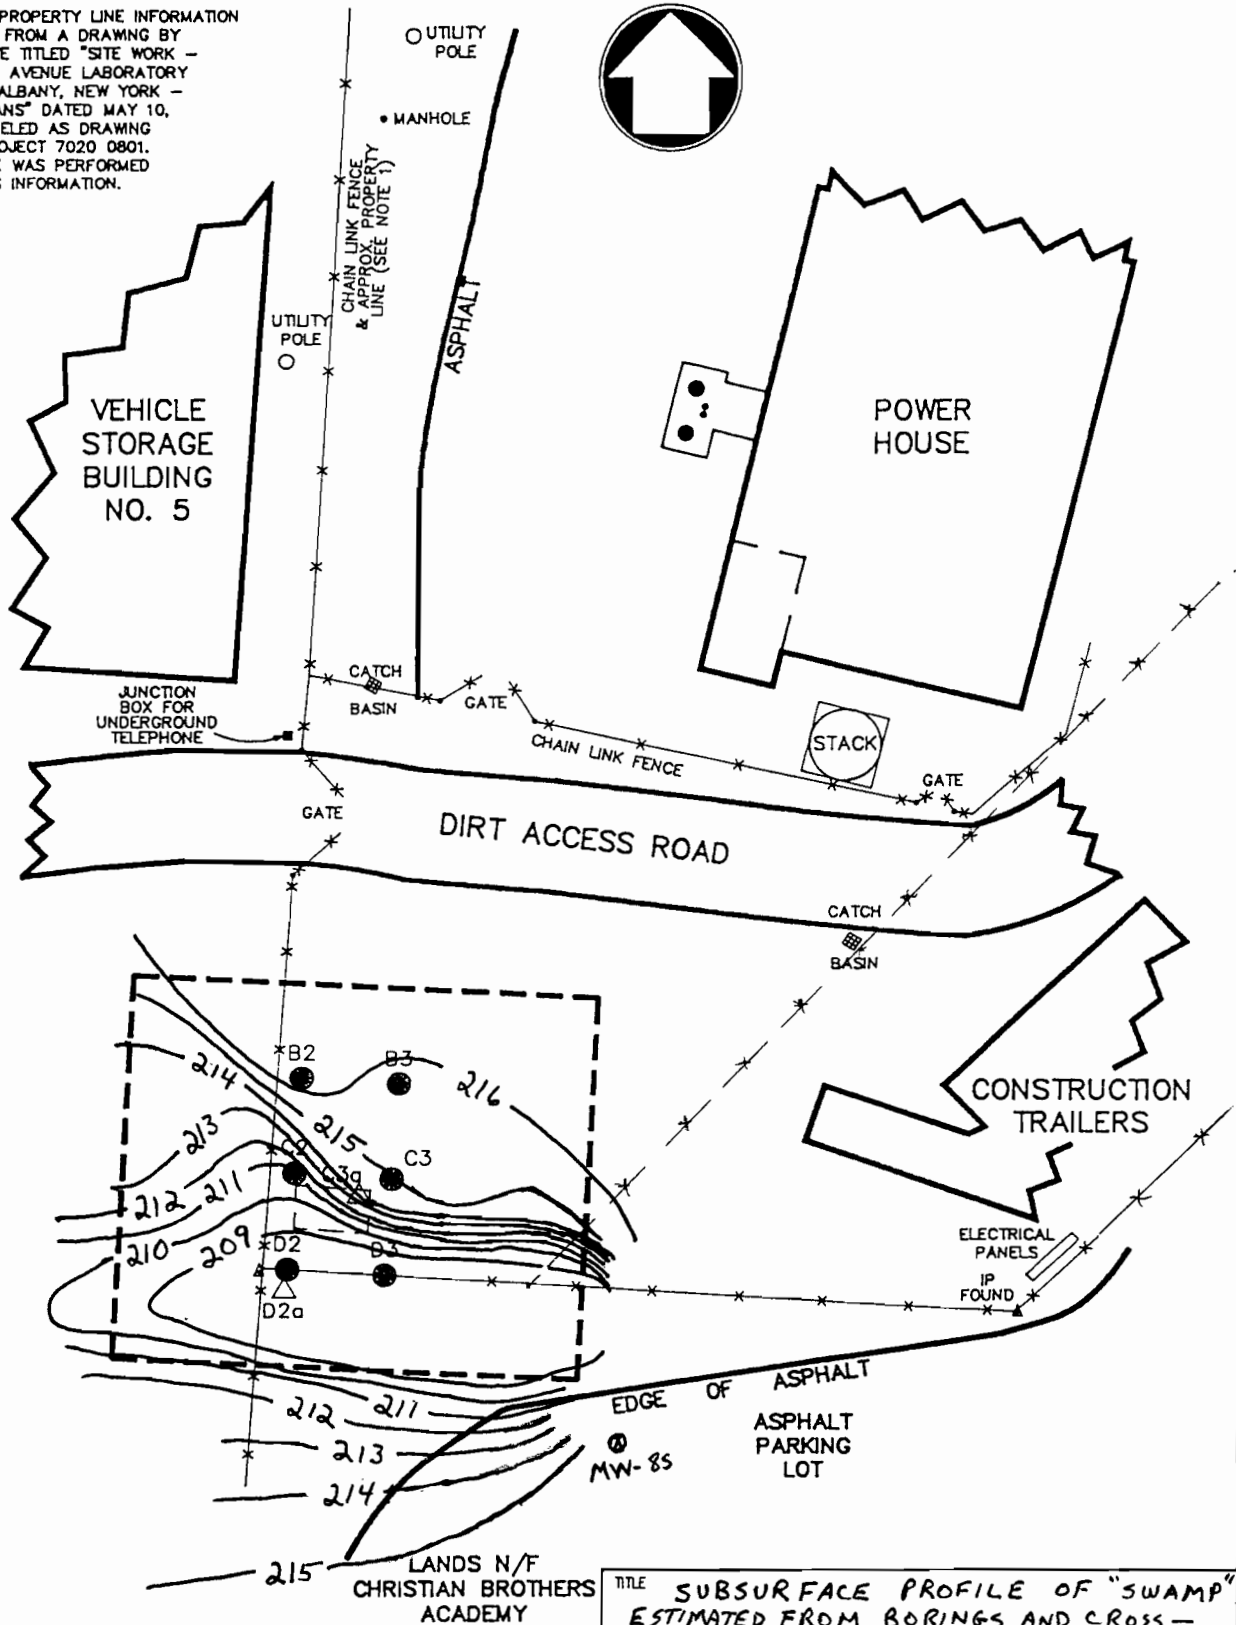 PROPERTY LINE INFORMATION
FROM A DRAWING BY
E TITLED "SITE WORK -
AVENUE LABORATORY
ALBANY, NEW YORK -
ANS" DATED MAY 10,
ELED AS DRAWING
OJECT 7020 0801.
WAS PERFORMED
INFORMATION.
UTILITY
POLE
MANHOLE
CHAIN LINK FENCE
& APPROX. PROPERTY
LINE (SEE NOTE 1)
ASPHALT
UTILITY
POLE
VEHICLE
STORAGE
BUILDING
NO. 5
POWER
HOUSE
CATCH
BASIN
GATE
JUNCTION
BOX FOR
UNDERGROUND
TELEPHONE
CHAIN LINK FENCE
STACK
GATE
GATE
DIRT ACCESS ROAD
CATCH
BASIN
B2
B3
214
216
CONSTRUCTION
TRAILERS
213
215
C2
C3a
C3
212
211
210
209
D2
D3
D2a
ELECTRICAL
PANELS
IP
FOUND
EDGE OF ASPHALT
212
211
ASPHALT
PARKING
LOT
213
MW-8S
214
215
LANDS N/F
CHRISTIAN BROTHERS
ACADEMY
TITLE SUBSURFACE PROFILE OF "SWAMP"
ESTIMATED FROM BORINGS AND CROSS-